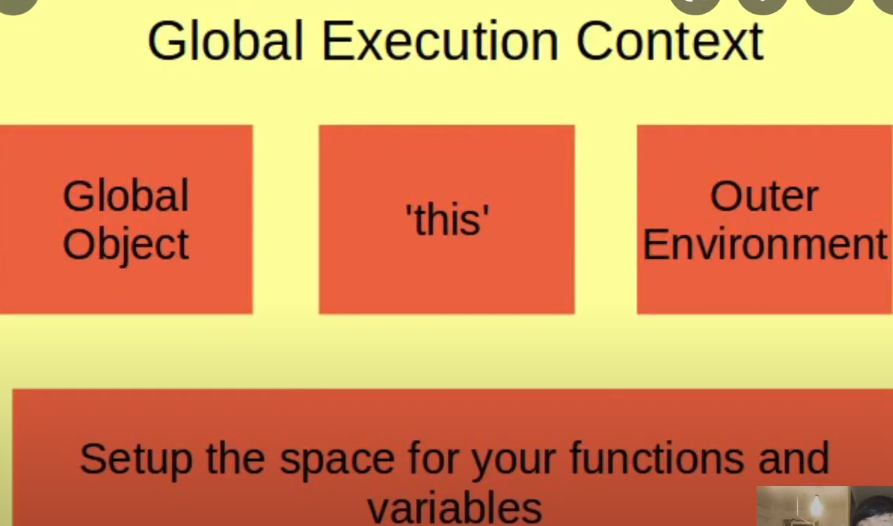 Global Execution Context
Global
Object
'this'
Outer
Environment
Setup the space for your functions and
variables